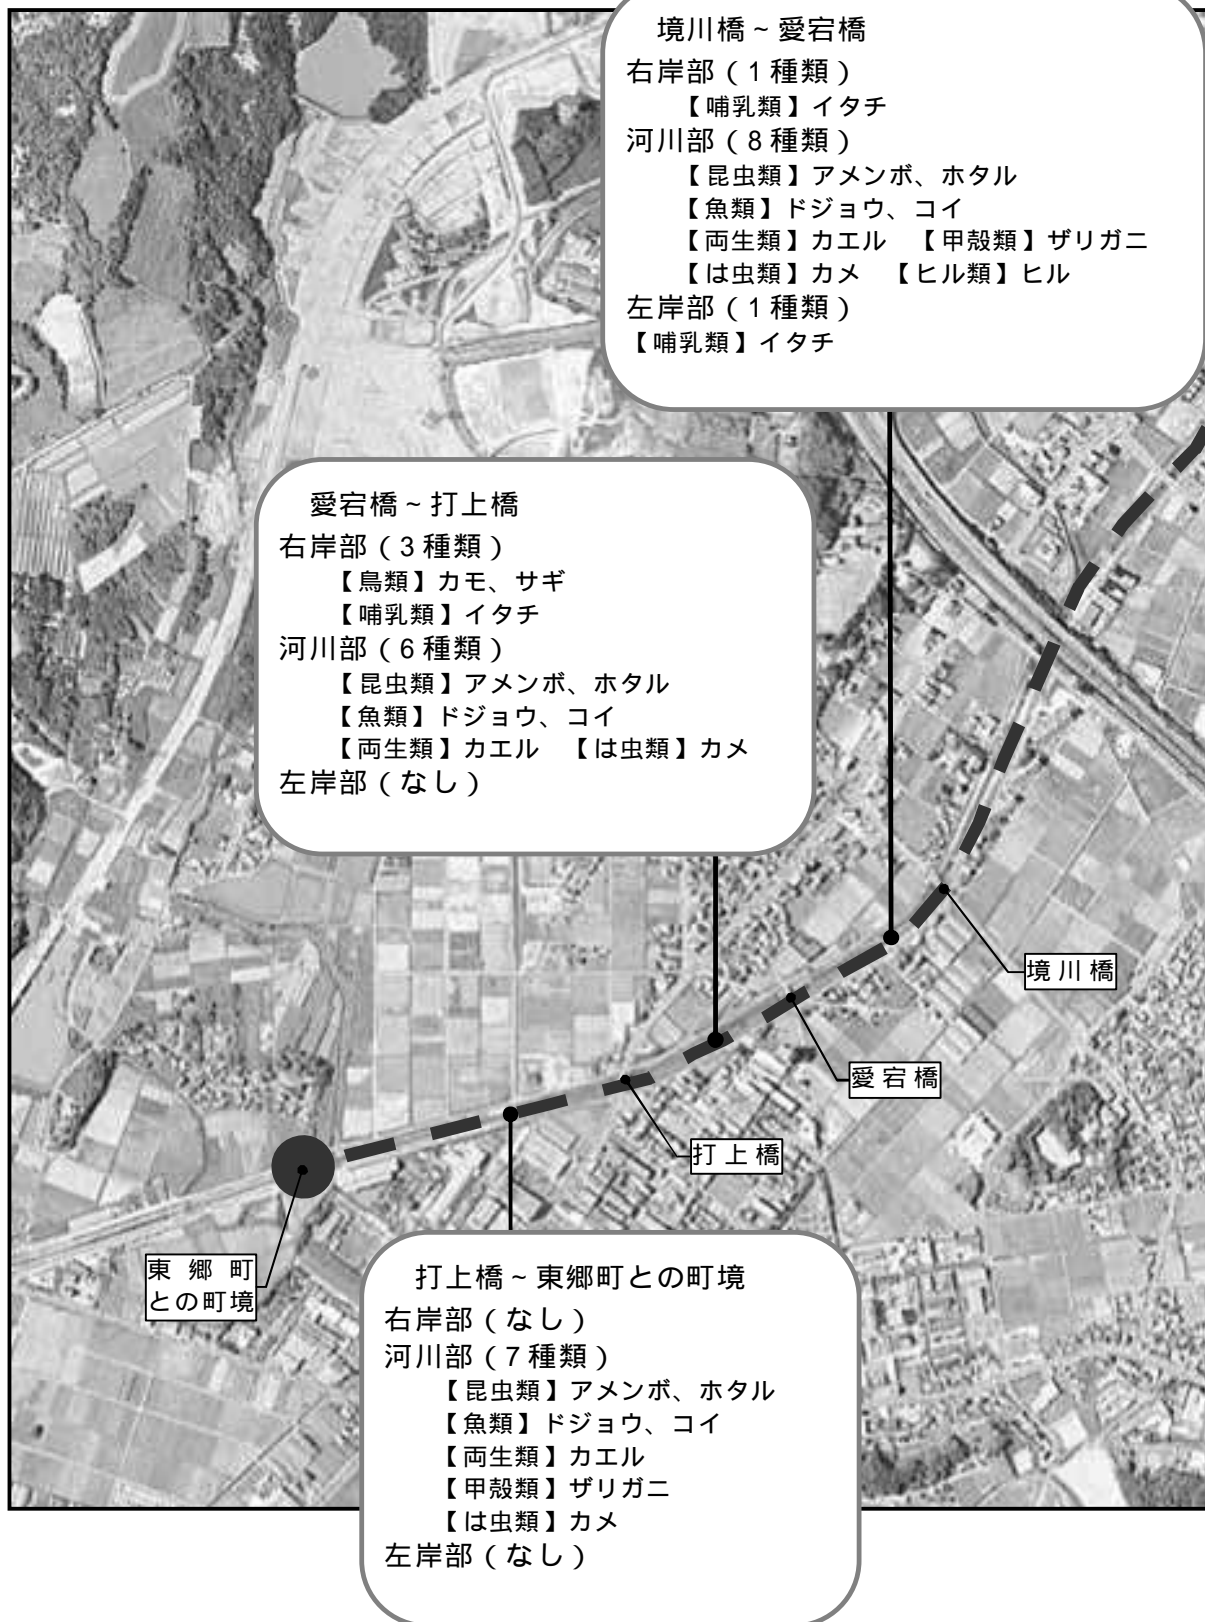 境川橋～愛宕橋
右岸部（1種類）
【哺乳類】イタチ
河川部（8種類）
【昆虫類】アメンボ、ホタル
【魚類】ドジョウ、コイ
【両生類】カエル　【甲殻類】ザリガニ
【は虫類】カメ　【ヒル類】ヒル
左岸部（1種類）
【哺乳類】イタチ
愛宕橋～打上橋
右岸部（3種類）
【鳥類】カモ、サギ
【哺乳類】イタチ
河川部（6種類）
【昆虫類】アメンボ、ホタル
【魚類】ドジョウ、コイ
【両生類】カエル　【は虫類】カメ
左岸部（なし）
境川橋
愛宕橋
打上橋
東郷町
との町境
打上橋～東郷町との町境
右岸部（なし）
河川部（7種類）
【昆虫類】アメンボ、ホタル
【魚類】ドジョウ、コイ
【両生類】カエル
【甲殻類】ザリガニ
【は虫類】カメ
左岸部（なし）